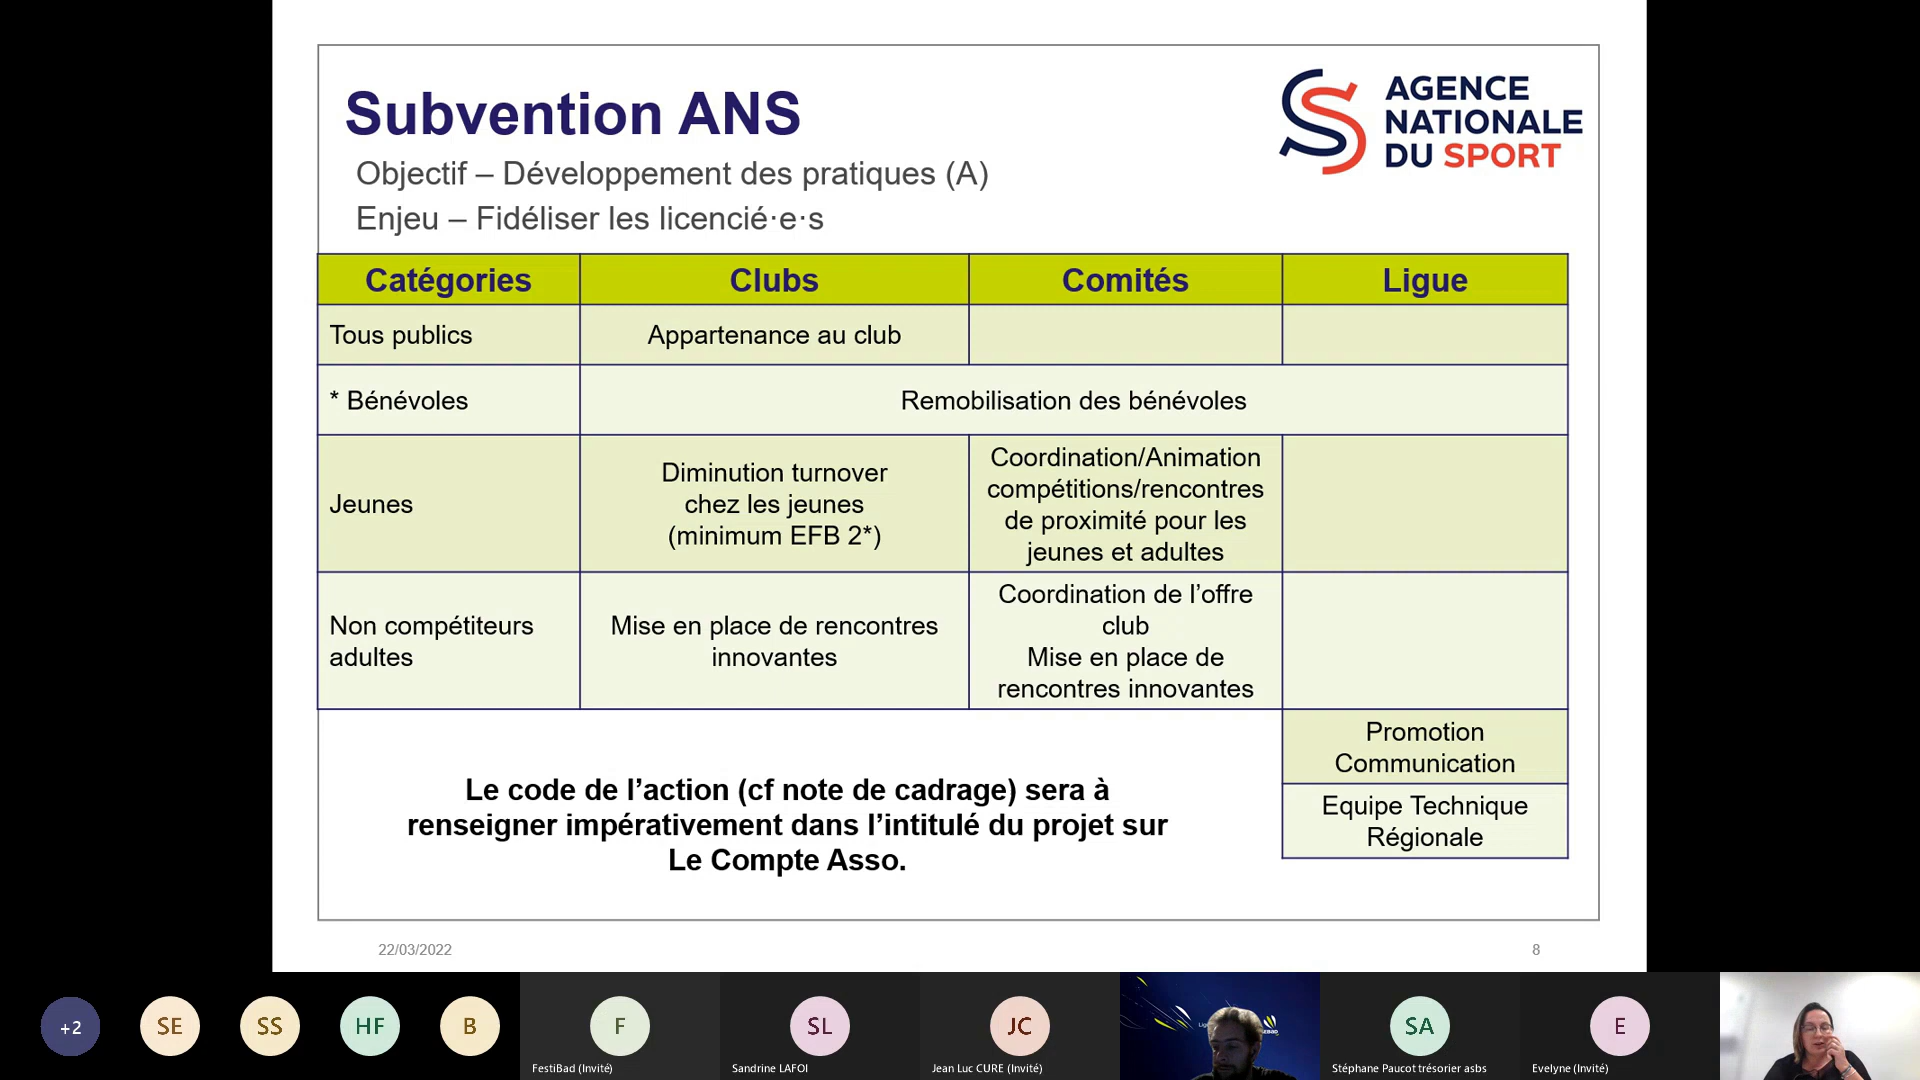 Subvention ANS
AGENCE
NATIONALE
DU SPORT
Objectif – Développement des pratiques (A)
Enjeu – Fidéliser les licencié·e·s
Catégories Clubs Comités Ligue
Tous publics Appartenance au club
* Bénévoles Remobilisation des bénévoles
Jeunes
Diminution turnover
chez les jeunes
(minimum EFB 2*)
Coordination/Animation
compétitions/rencontres
de proximité pour les
jeunes et adultes
Non compétiteurs
adultes
Mise en place de rencontres
innovantes
Coordination de l’offre
club
Mise en place de
rencontres innovantes
Promotion
Communication
Equipe Technique
Régionale
Le code de l’action (cf note de cadrage) sera à
renseigner impérativement dans l’intitulé du projet sur
Le Compte Asso.
22/03/2022
8
+2
SE
SS
HF
B
F
FestiBad (Invité)
SL
Sandrine LAFOI
JC
Jean Luc CURE (Invité)
SA
Stéphane Paucot trésorier asbs
E
Evelyne (Invité)